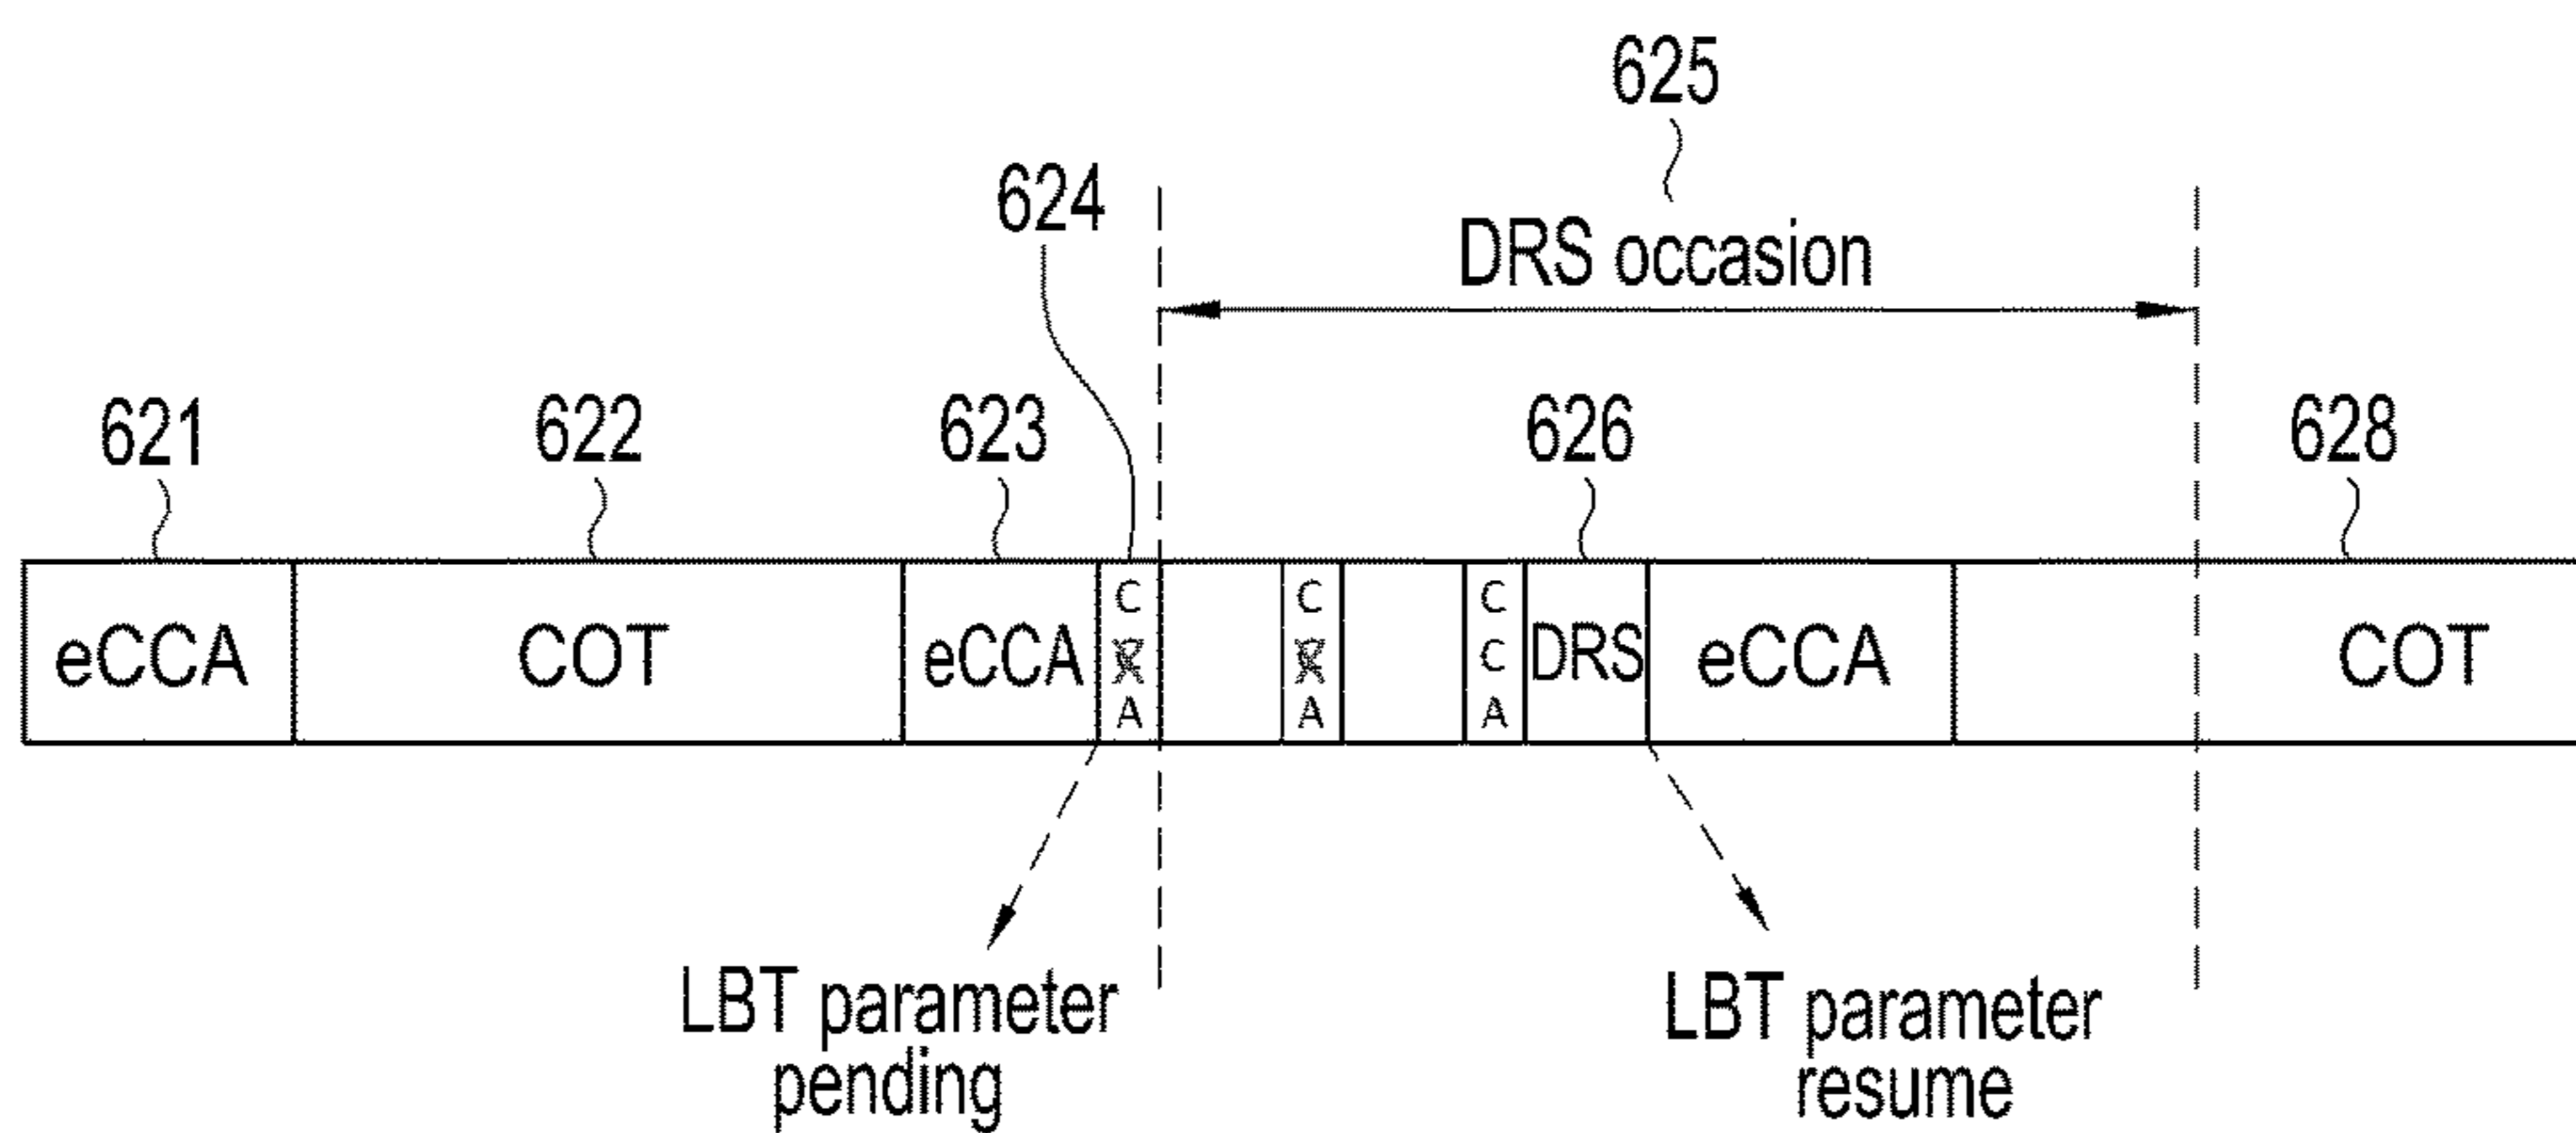 625
624
DRS occasion
621
622
623
626
628
eCCA
COT
eCCA
C
C
A
C
C
A
C
C
A
DRS
eCCA
COT
LBT parameter
pending
LBT parameter
resume